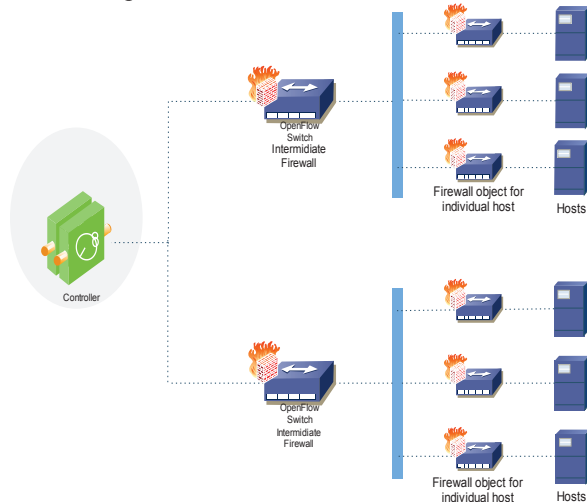 OpenFlow
Switch
Intermidiate
Firewall
Firewall object for
individual host
Hosts
Controller
OpenFlow
Switch
Intermidiate
Firewall
Firewall object for
individual host
Hosts